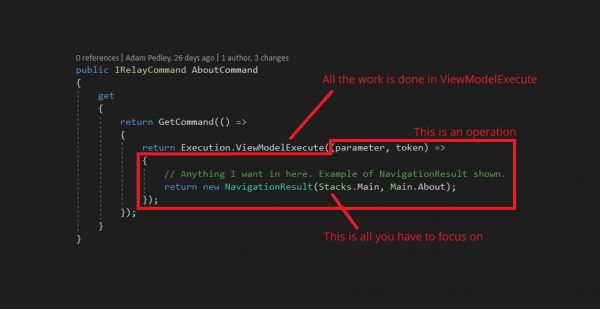 0 references | Adam Pedley, 26 days ago | 1 author, 3 changes
public IRelayCommand AboutCommand
All the work is done in ViewModelExecute
{
get
{
This is an operation
return GetCommand(() =>
{
return Execution.ViewModelExecute((parameter, token) =>
{
// Anything I want in here. Example of NavigationResult shown.
return new NavigationResult(Stacks.Main, Main.About);
});
});
}
This is all you have to focus on
}